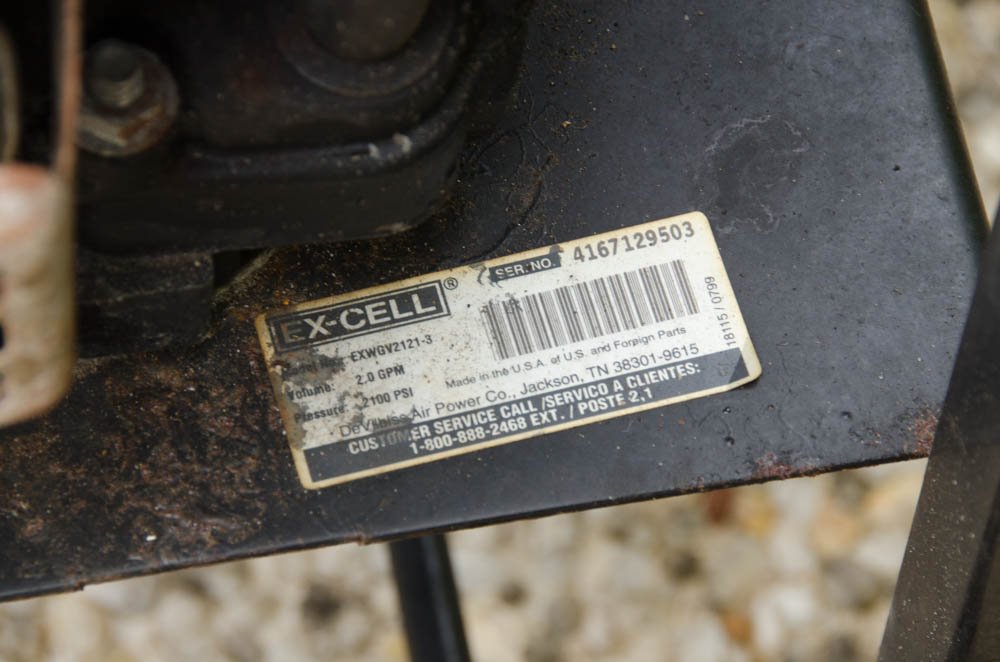 EX-CELL®
SER. NO. 4167129503
EXWGV2121-3
Volume: 2.0 GPM
Pressure: 2100 PSI
Made in the U.S.A. of U.S. and Foreign Parts
DeVilbiss Air Power Co., Jackson, TN 38301-9615
CUSTOMER SERVICE CALL /SERVICO A CLIENTES:
1-800-888-2468 EXT. / POSTE 2,1
18115 / 0799